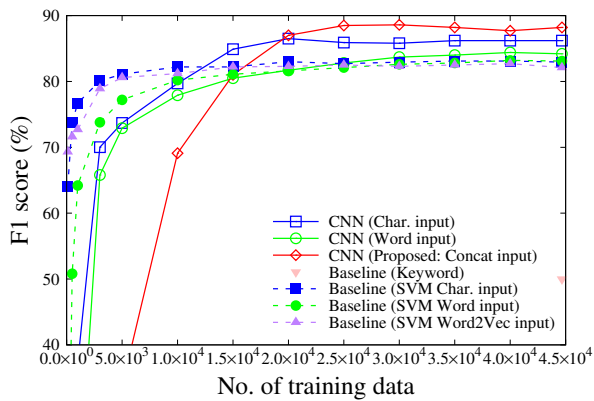 90
80
70
60
50
40
F1 score (%)
CNN (Char. input)
CNN (Word input)
CNN (Proposed: Concat input)
Baseline (Keyword)
Baseline (SVM Char. input)
Baseline (SVM Word input)
Baseline (SVM Word2Vec input)
0.0×10⁰ 5.0×10³ 1.0×10⁴ 1.5×10⁴ 2.0×10⁴ 2.5×10⁴ 3.0×10⁴ 3.5×10⁴ 4.0×10⁴ 4.5×10⁴
No. of training data